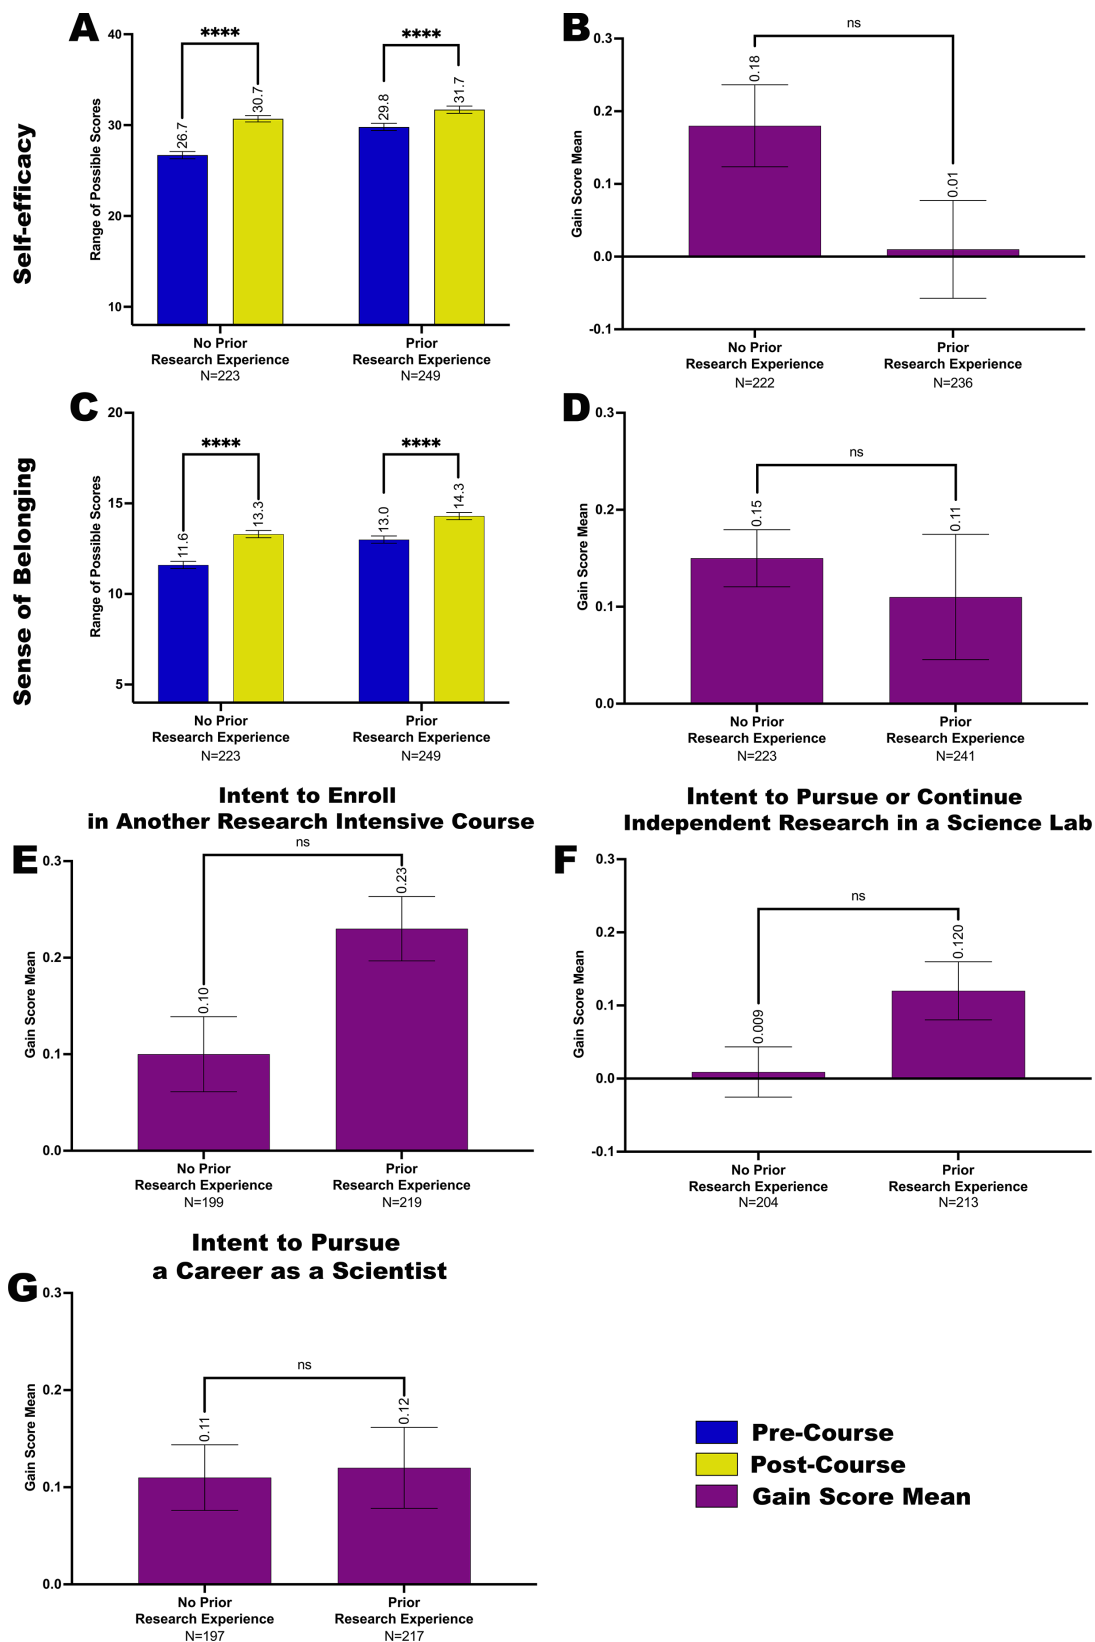 A
Self-efficacy
Range of Possible Scores
40
30
20
10
****
****
26.7
30.7
29.8
31.7
No Prior
Research Experience
N=223
Prior
Research Experience
N=249
B
Gain Score Mean
0.3
0.2
0.1
0.0
-0.1
ns
0.18
0.01
No Prior
Research Experience
N=222
Prior
Research Experience
N=236
C
Sense of Belonging
Range of Possible Scores
20
15
10
5
****
****
11.6
13.3
13.0
14.3
No Prior
Research Experience
N=223
Prior
Research Experience
N=249
D
Gain Score Mean
0.3
0.2
0.1
0.0
ns
0.15
0.11
No Prior
Research Experience
N=223
Prior
Research Experience
N=241
Intent to Enroll
in Another Research Intensive Course
E
Gain Score Mean
0.3
0.2
0.1
0.0
ns
0.10
0.23
No Prior
Research Experience
N=199
Prior
Research Experience
N=219
Intent to Pursue or Continue
Independent Research in a Science Lab
F
Gain Score Mean
0.3
0.2
0.1
0.0
-0.1
ns
0.009
0.120
No Prior
Research Experience
N=204
Prior
Research Experience
N=213
Intent to Pursue
a Career as a Scientist
G
Gain Score Mean
0.3
0.2
0.1
0.0
ns
0.11
0.12
No Prior
Research Experience
N=197
Prior
Research Experience
N=217
Pre-Course
Post-Course
Gain Score Mean